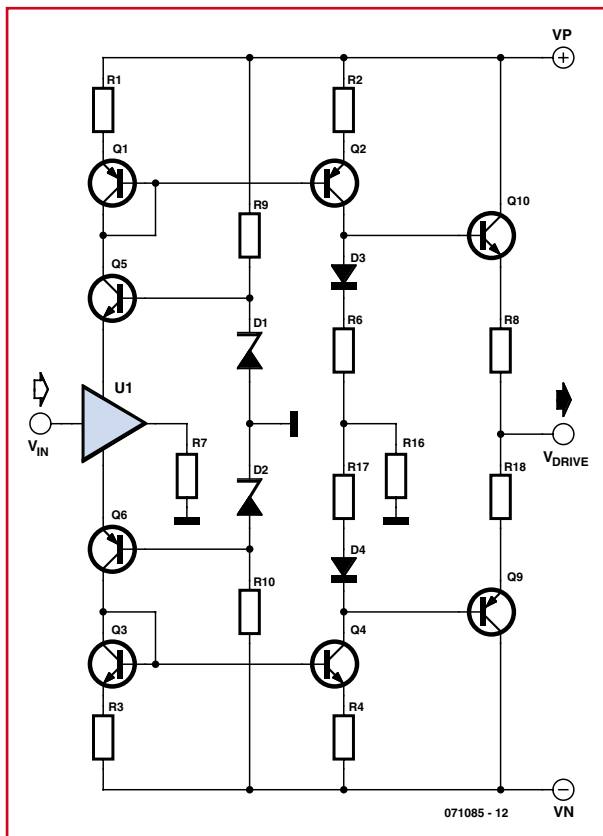 VP
+
R1
R2
Q1
Q2
Q10
R9
Q5
D3
D1
R6
R8
U1
VIN
R7
R16
VDRIVE
D2
R17
R18
Q6
D4
R10
Q9
Q3
Q4
R3
R4
071085 - 12
VN
−